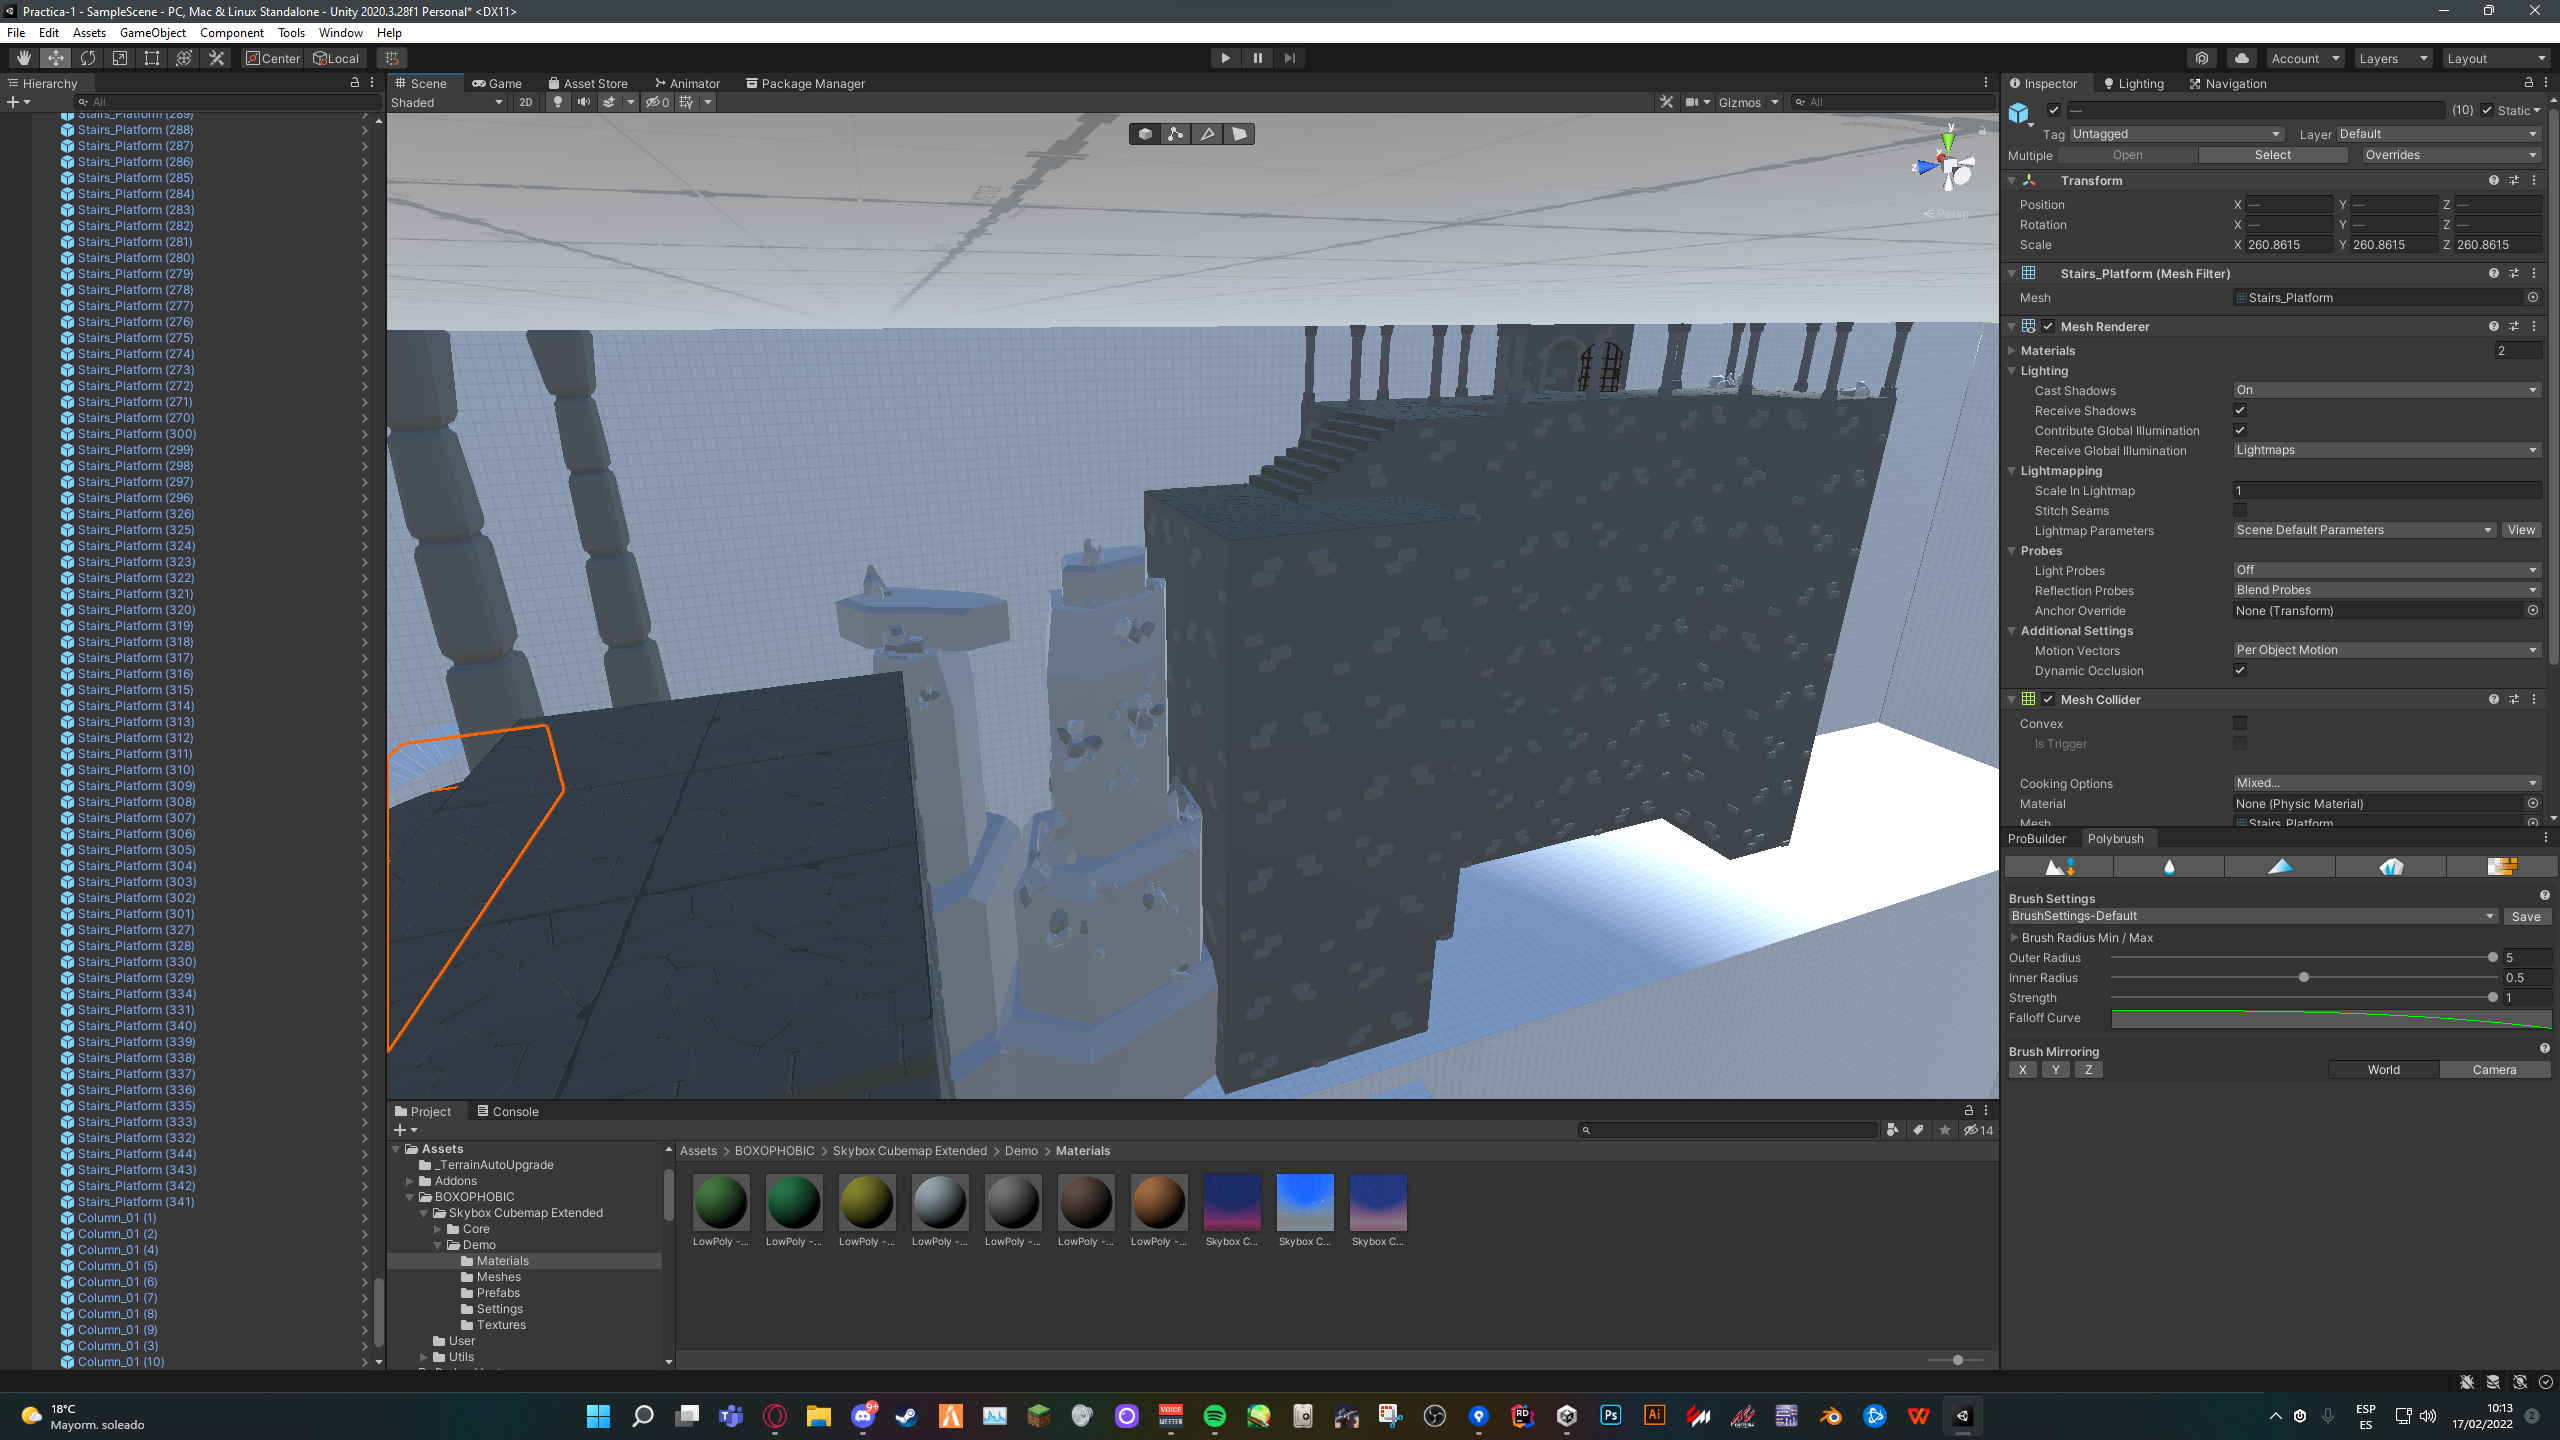 Practica-1 - SampleScene - PC, Mac & Linux Standalone - Unity 2020.3.28f1 Personal* <DX11>
File Edit Assets GameObject Component Tools Window Help
Center Local Account Layers Layout
Hierarchy
All
Stairs_Platform (289)
Stairs_Platform (288)
Stairs_Platform (287)
Stairs_Platform (286)
Stairs_Platform (285)
Stairs_Platform (284)
Stairs_Platform (283)
Stairs_Platform (282)
Stairs_Platform (281)
Stairs_Platform (280)
Stairs_Platform (279)
Stairs_Platform (278)
Stairs_Platform (277)
Stairs_Platform (276)
Stairs_Platform (275)
Stairs_Platform (274)
Stairs_Platform (273)
Stairs_Platform (272)
Stairs_Platform (271)
Stairs_Platform (270)
Stairs_Platform (300)
Stairs_Platform (299)
Stairs_Platform (298)
Stairs_Platform (297)
Stairs_Platform (296)
Stairs_Platform (326)
Stairs_Platform (325)
Stairs_Platform (324)
Stairs_Platform (323)
Stairs_Platform (322)
Stairs_Platform (321)
Stairs_Platform (320)
Stairs_Platform (319)
Stairs_Platform (318)
Stairs_Platform (317)
Stairs_Platform (316)
Stairs_Platform (315)
Stairs_Platform (314)
Stairs_Platform (313)
Stairs_Platform (312)
Stairs_Platform (311)
Stairs_Platform (310)
Stairs_Platform (309)
Stairs_Platform (308)
Stairs_Platform (307)
Stairs_Platform (306)
Stairs_Platform (305)
Stairs_Platform (304)
Stairs_Platform (303)
Stairs_Platform (302)
Stairs_Platform (301)
Stairs_Platform (327)
Stairs_Platform (328)
Stairs_Platform (330)
Stairs_Platform (329)
Stairs_Platform (334)
Stairs_Platform (331)
Stairs_Platform (340)
Stairs_Platform (339)
Stairs_Platform (338)
Stairs_Platform (337)
Stairs_Platform (336)
Stairs_Platform (335)
Stairs_Platform (333)
Stairs_Platform (332)
Stairs_Platform (344)
Stairs_Platform (343)
Stairs_Platform (342)
Stairs_Platform (341)
Column_01 (1)
Column_01 (2)
Column_01 (4)
Column_01 (5)
Column_01 (6)
Column_01 (7)
Column_01 (8)
Column_01 (9)
Column_01 (3)
Column_01 (10)
Scene Game Asset Store Animator Package Manager
Shaded 2D 0 Gizmos All
y
x
z
Persp
Project Console
14
Assets
_TerrainAutoUpgrade
Addons
BOXOPHOBIC
Skybox Cubemap Extended
Core
Demo
Materials
Meshes
Prefabs
Settings
Textures
User
Utils
Assets > BOXOPHOBIC > Skybox Cubemap Extended > Demo > Materials
LowPoly -... LowPoly -... LowPoly -... LowPoly -... LowPoly -... LowPoly -... LowPoly -... Skybox C... Skybox C... Skybox C...
Inspector Lighting Navigation
— (10) Static
Tag Untagged Layer Default
Multiple Open Select Overrides
Transform
Position X — Y — Z —
Rotation X — Y — Z —
Scale X 260.8615 Y 260.8615 Z 260.8615
Stairs_Platform (Mesh Filter)
Mesh Stairs_Platform
Mesh Renderer
Materials 2
Lighting
Cast Shadows On
Receive Shadows
Contribute Global Illumination
Receive Global Illumination Lightmaps
Lightmapping
Scale In Lightmap 1
Stitch Seams
Lightmap Parameters Scene Default Parameters View
Probes
Light Probes Off
Reflection Probes Blend Probes
Anchor Override None (Transform)
Additional Settings
Motion Vectors Per Object Motion
Dynamic Occlusion
Mesh Collider
Convex
Is Trigger
Cooking Options Mixed...
Material None (Physic Material)
Mesh Stairs_Platform
ProBuilder Polybrush
Brush Settings
BrushSettings-Default Save
Brush Radius Min / Max
Outer Radius 5
Inner Radius 0.5
Strength 1
Falloff Curve
Brush Mirroring
X Y Z World Camera
18°C
Mayorm. soleado
9+
VOICE
MEETER
RD
Ps
Ai
ESP
ES
10:13
17/02/2022
2